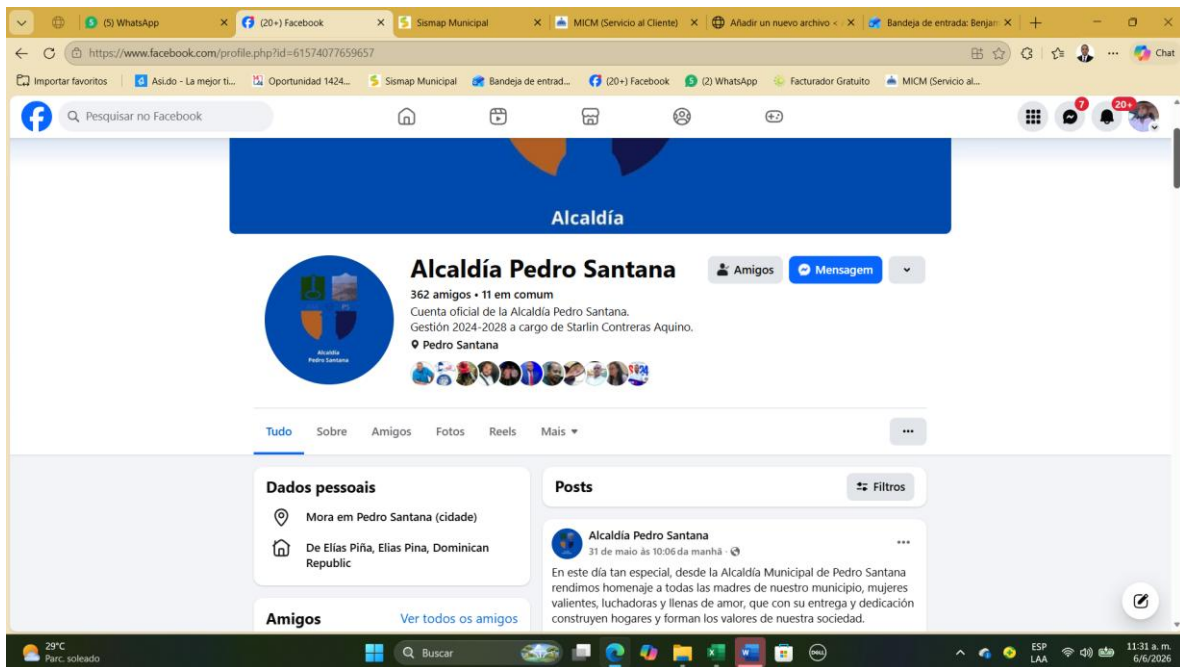 (5) WhatsApp
(20+) Facebook
Sismap Municipal
MICM (Servicio al Cliente)
Añadir un nuevo archivo <
Bandeja de entrada: Benjam
https://www.facebook.com/profile.php?id=61574077659657
Chat
Importar favoritos
Asi.do - La mejor ti...
Oportunidad 1424...
Sismap Municipal
Bandeja de entrad...
(20+) Facebook
(2) WhatsApp
Facturador Gratuito
MICM (Servicio al...
Pesquisar no Facebook
7
20+
Alcaldía
Alcaldía
Pedro Santana
Alcaldía Pedro Santana
362 amigos • 11 em comum
Cuenta oficial de la Alcaldía Pedro Santana.
Gestión 2024-2028 a cargo de Starlin Contreras Aquino.
Pedro Santana
Amigos
Mensagem
Tudo
Sobre
Amigos
Fotos
Reels
Mais
Dados pessoais
Mora em Pedro Santana (cidade)
De Elías Piña, Elias Pina, Dominican
Republic
Amigos
Ver todos os amigos
Posts
Filtros
Alcaldía Pedro Santana
31 de maio às 10:06 da manhã ·
En este día tan especial, desde la Alcaldía Municipal de Pedro Santana
rendimos homenaje a todas las madres de nuestro municipio, mujeres
valientes, luchadoras y llenas de amor, que con su entrega y dedicación
construyen hogares y forman los valores de nuestra sociedad.
29°C
Parc. soleado
Buscar
DELL
ESP
LAA
11:31 a. m.
6/6/2026